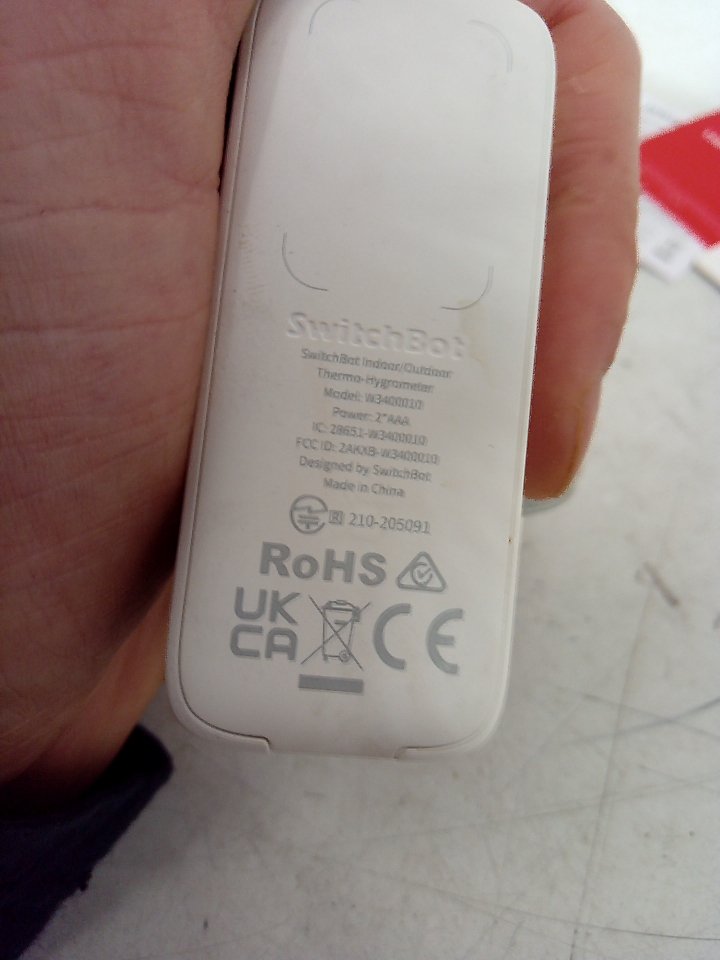 SwitchBot
SwitchBot Indoor/Outdoor
Thermo-Hygrometer
Model: W3400010
Power: 2*AAA
IC: 28651-W3400010
FCC ID: 2AKXB-W3400010
Designed by SwitchBot
Made in China
R 210-205091
RoHS
UK
CA
CE